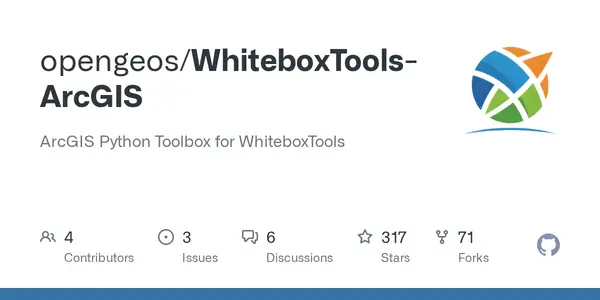 opengeos/WhiteboxTools-
ArcGIS
ArcGIS Python Toolbox for WhiteboxTools
4 3 6 317 71
Contributors Issues Discussions Stars Forks